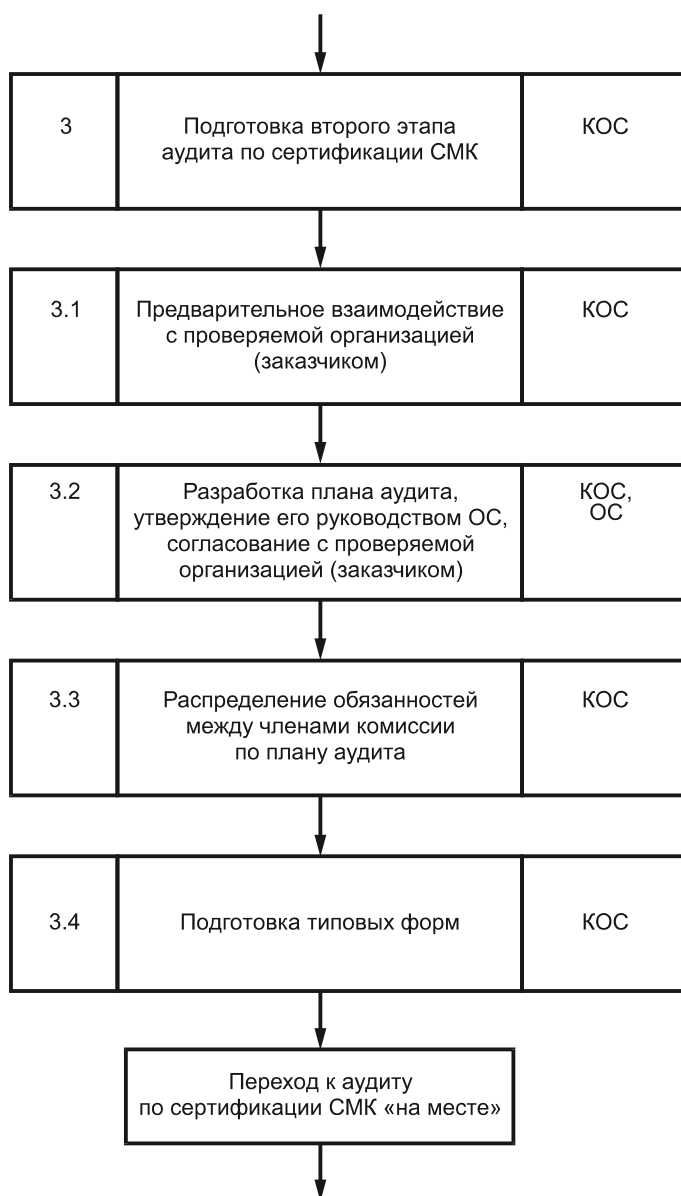 3
Подготовка второго этапа
аудита по сертификации СМК
КОС
3.1
Предварительное взаимодействие
с проверяемой организацией
(заказчиком)
КОС
3.2
Разработка плана аудита,
утверждение его руководством ОС,
согласование с проверяемой
организацией (заказчиком)
КОС,
ОС
3.3
Распределение обязанностей
между членами комиссии
по плану аудита
КОС
3.4
Подготовка типовых форм
КОС
Переход к аудиту
по сертификации СМК «на месте»